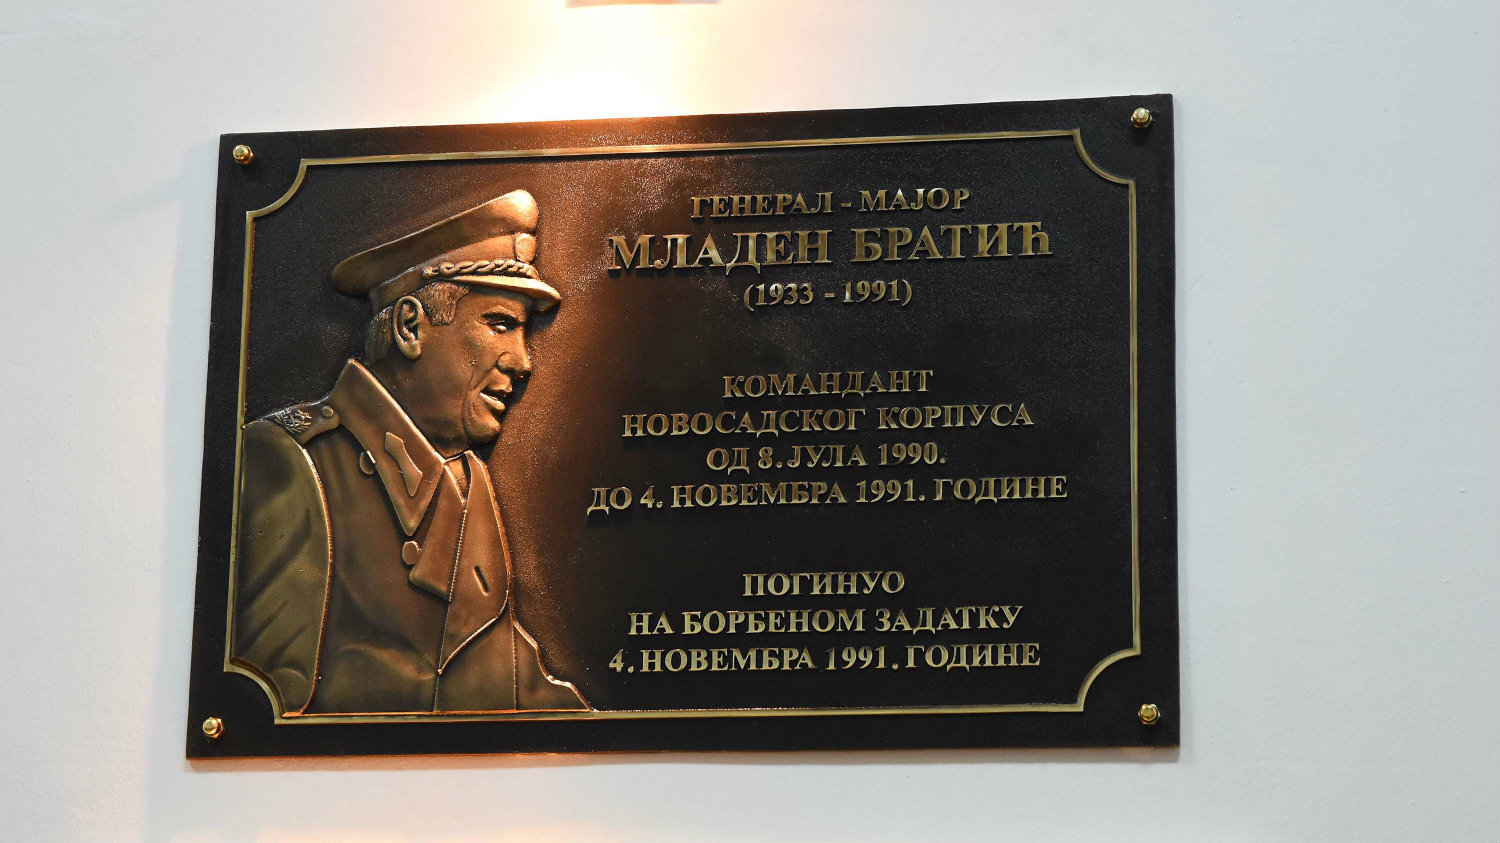 ГЕНЕРАЛ - МАЈОР
МЛАДЕН БРАТИЋ
(1933 - 1991)
КОМАНДАНТ
НОВОСАДСКОГ КОРПУСА
ОД 8. ЈУЛА 1990.
ДО 4. НОВЕМБРА 1991. ГОДИНЕ
ПОГИНУО
НА БОРБЕНОМ ЗАДАТКУ
4. НОВЕМБРА 1991. ГОДИНЕ